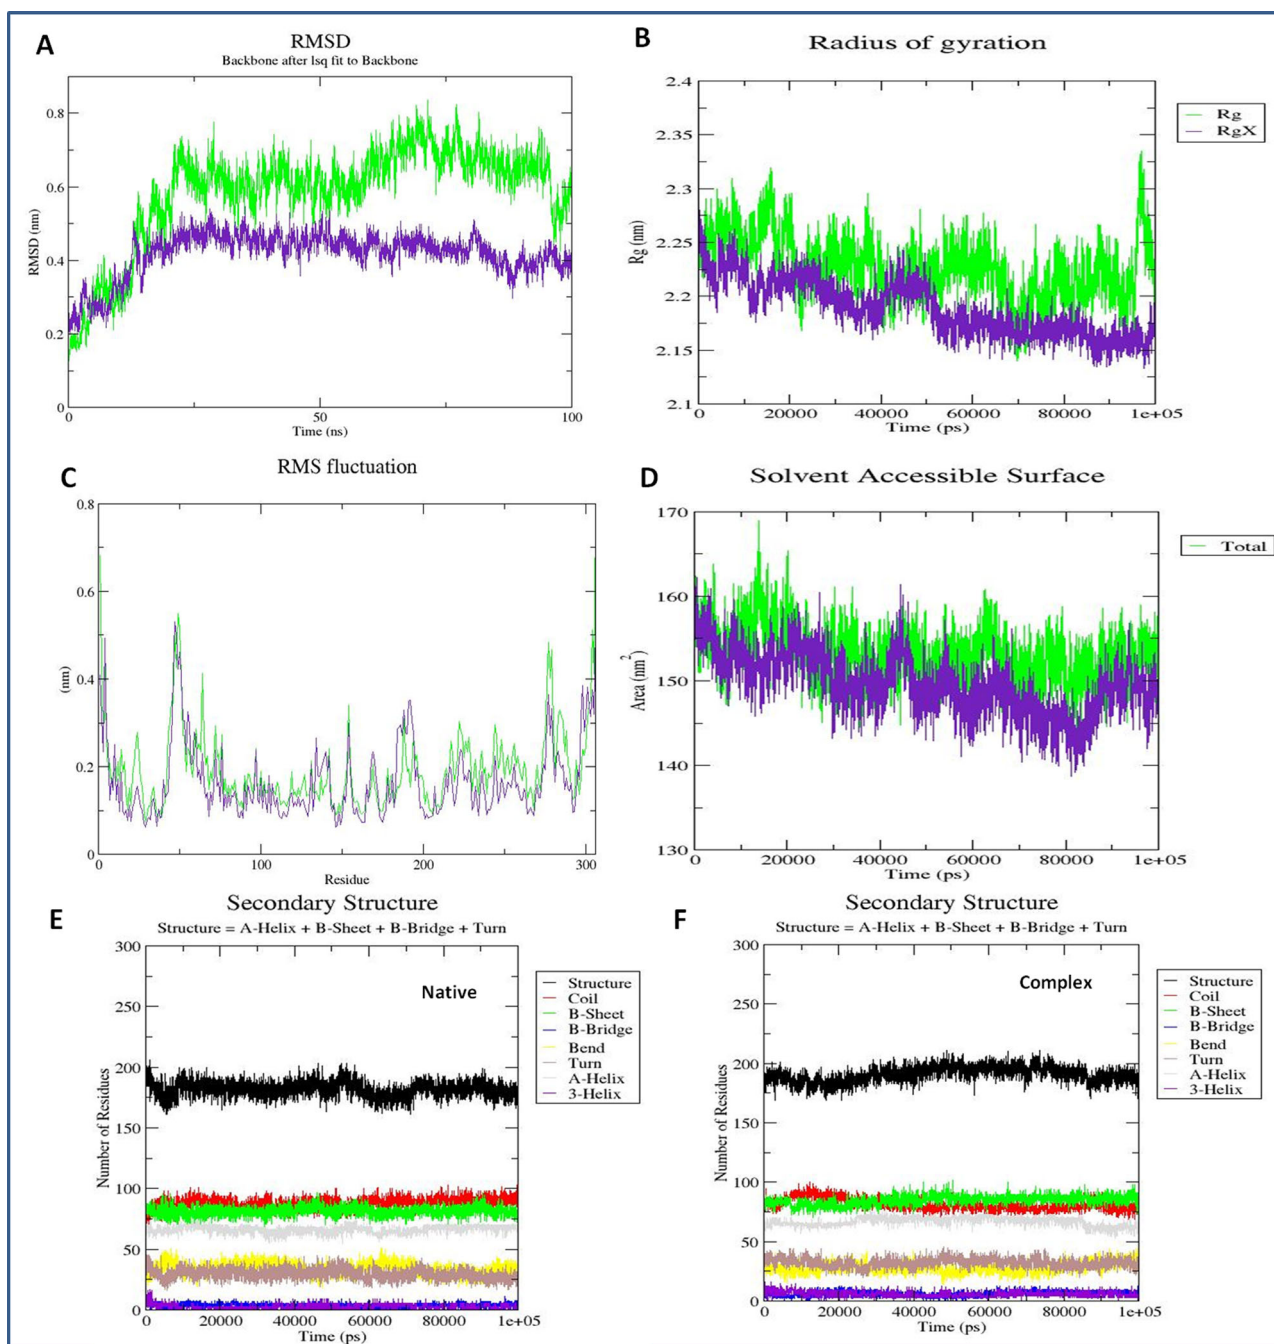 A
RMSD
Backbone after lsq fit to Backbone
0.8
0.6
0.4
0.2
0
RMSD (nm)
0
50
100
Time (ns)
B
Radius of gyration
2.4
2.35
2.3
2.25
2.2
2.15
2.1
Rg (nm)
0
20000
40000
60000
80000
1e+05
Time (ps)
Rg
RgX
C
RMS fluctuation
0.8
0.6
0.4
0.2
0
(nm)
0
100
200
300
Residue
D
Solvent Accessible Surface
170
160
150
140
130
Area (nm²)
0
20000
40000
60000
80000
1e+05
Time (ps)
Total
E
Secondary Structure
Structure = A-Helix + B-Sheet + B-Bridge + Turn
Native
300
250
200
150
100
50
0
Number of Residues
0
20000
40000
60000
80000
1e+05
Time (ps)
Structure
Coil
B-Sheet
B-Bridge
Bend
Turn
A-Helix
3-Helix
F
Secondary Structure
Structure = A-Helix + B-Sheet + B-Bridge + Turn
Complex
300
250
200
150
100
50
0
Number of Residues
0
20000
40000
60000
80000
1e+05
Time (ps)
Structure
Coil
B-Sheet
B-Bridge
Bend
Turn
A-Helix
3-Helix